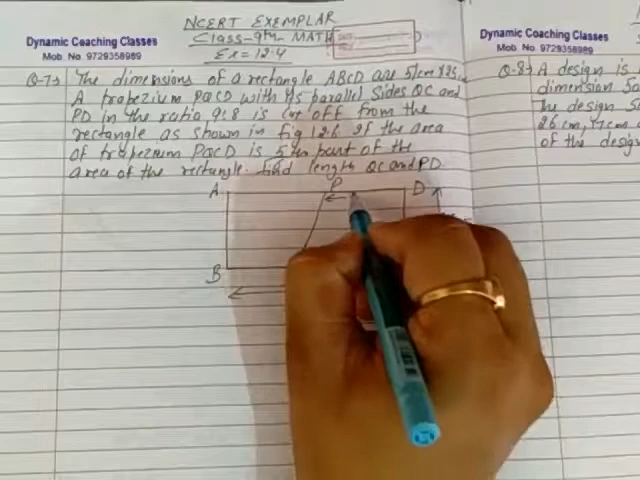 NCERT EXEMPLAR
Class-9th MATH
Ex = 12.4
Dynamic Coaching Classes
Mob. No. 9729358989
Q-7) The dimensions of a rectangle ABCD are 51cm x 25cm
A trapezium PQCD with its parallel sides QC and
PD in the ratio 9:8 is cut off from the
rectangle as shown in fig 12.6 If the area
of trapezium PQCD is 5/6 th part of the
area of the rectangle. find length QC and PD
A P D
B
Dynamic Coaching Classes
Mob. No. 9729358989
Q-8) A design is
dimension
The design
26 cm, 17 cm
of the design